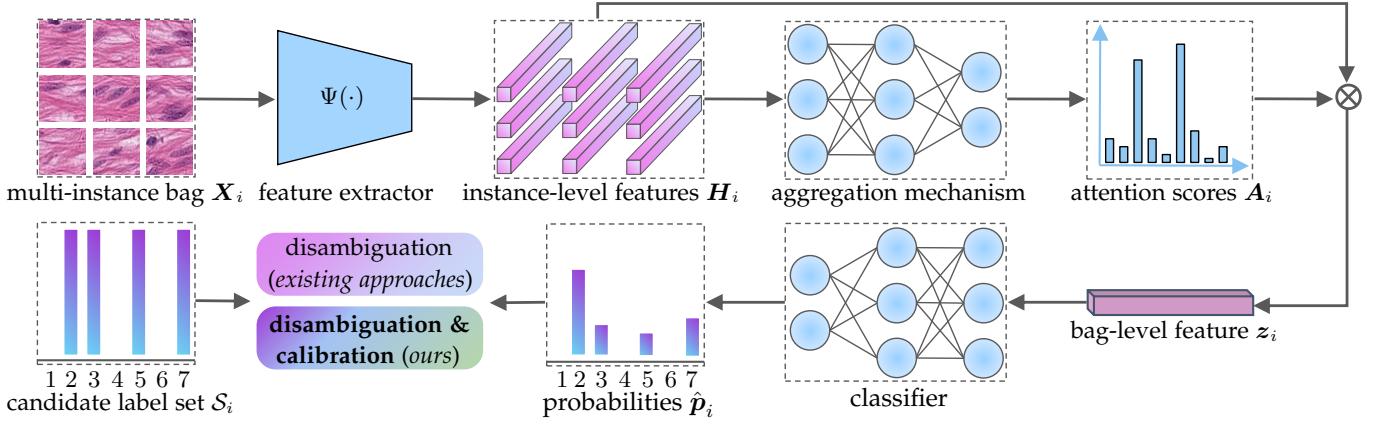 Ψ(·)
multi-instance bag X_i
feature extractor
instance-level features H_i
aggregation mechanism
attention scores A_i
disambiguation
(existing approaches)
disambiguation &
calibration (ours)
1 2 3 4 5 6 7
candidate label set S_i
1 2 3 4 5 6 7
probabilities p̂_i
classifier
bag-level feature z_i